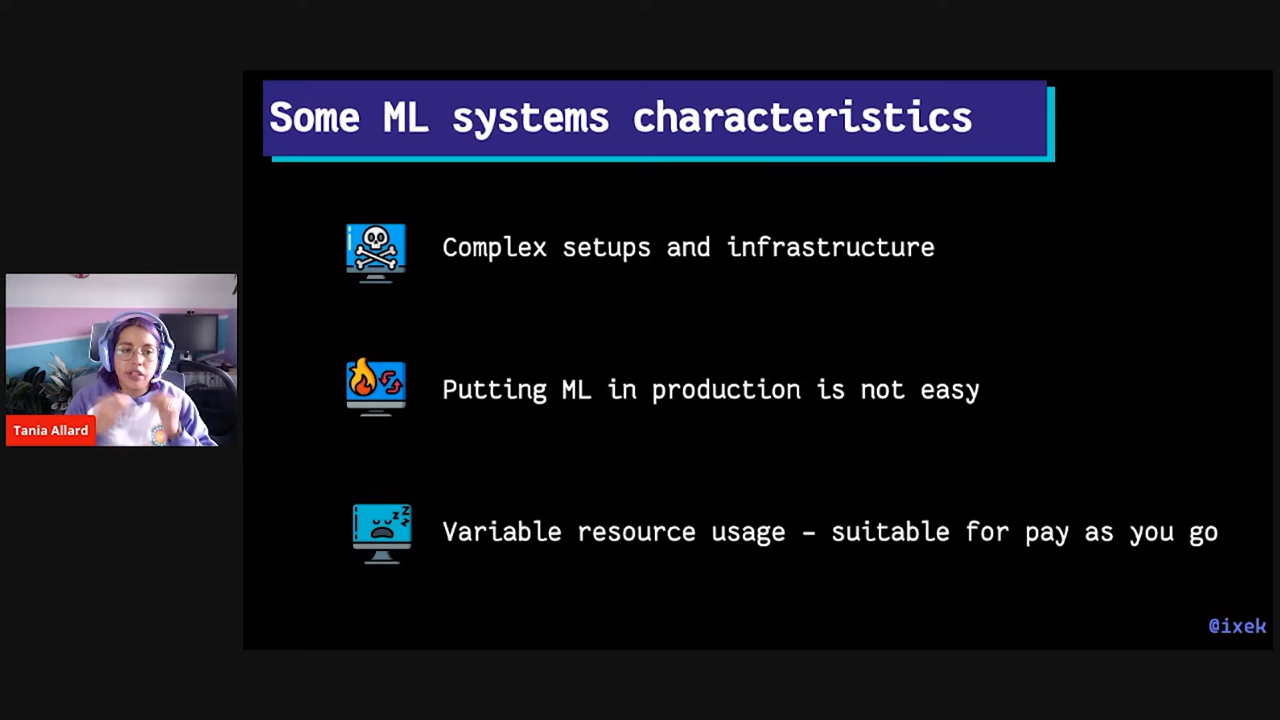 Some ML systems characteristics
Complex setups and infrastructure
Putting ML in production is not easy
Tania Allard
Variable resource usage – suitable for pay as you go
@ixek